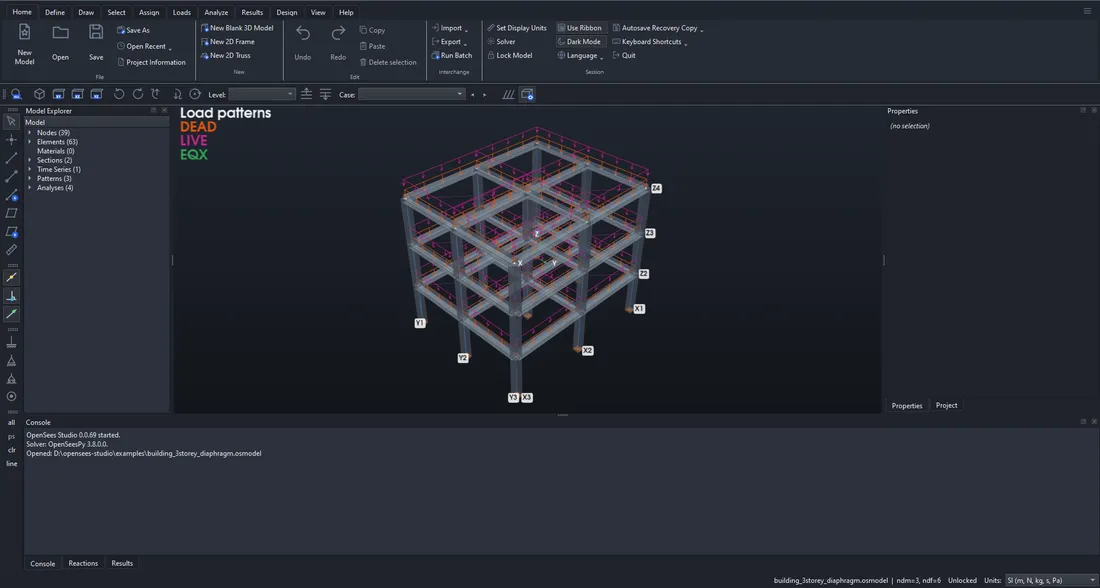 Home Define Draw Select Assign Loads Analyze Results Design View Help
New Model
Open
Save
Save As
Open Recent
Project Information
File
New Blank 3D Model
New 2D Frame
New 2D Truss
New
Undo
Redo
Copy
Paste
Delete selection
Edit
Import
Export
Run Batch
Interchange
Set Display Units
Solver
Lock Model
Use Ribbon
Dark Mode
Language
Autosave Recovery Copy
Keyboard Shortcuts
Quit
Session
Level:
Case:
Model Explorer
Model
Nodes (39)
Elements (63)
Materials (0)
Sections (2)
Time Series (1)
Patterns (3)
Analyses (4)
Load patterns
DEAD
LIVE
EQX
Z4
Z3
Z
X Y
Z2
X1
Y1
X2
Y2
Y3 X3
Properties
(no selection)
Properties Project
all
ps
clr
line
Console
OpenSees Studio 0.0.69 started.
Solver: OpenSeesPy 3.8.0.0.
Opened: D:\opensees-studio\examples\building_3storey_diaphragm.osmodel
Console Reactions Results
building_3storey_diaphragm.osmodel | ndm=3, ndf=6 Unlocked Units: SI (m, N, kg, s, Pa)